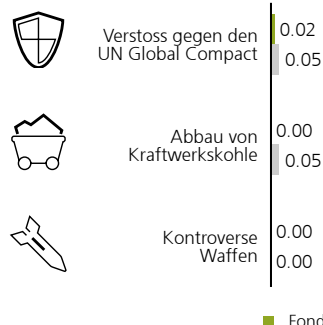 Verstoss gegen den
UN Global Compact
0.02
0.05
Abbau von
Kraftwerkskohle
0.00
0.05
Kontroverse
Waffen
0.00
0.00
Fond